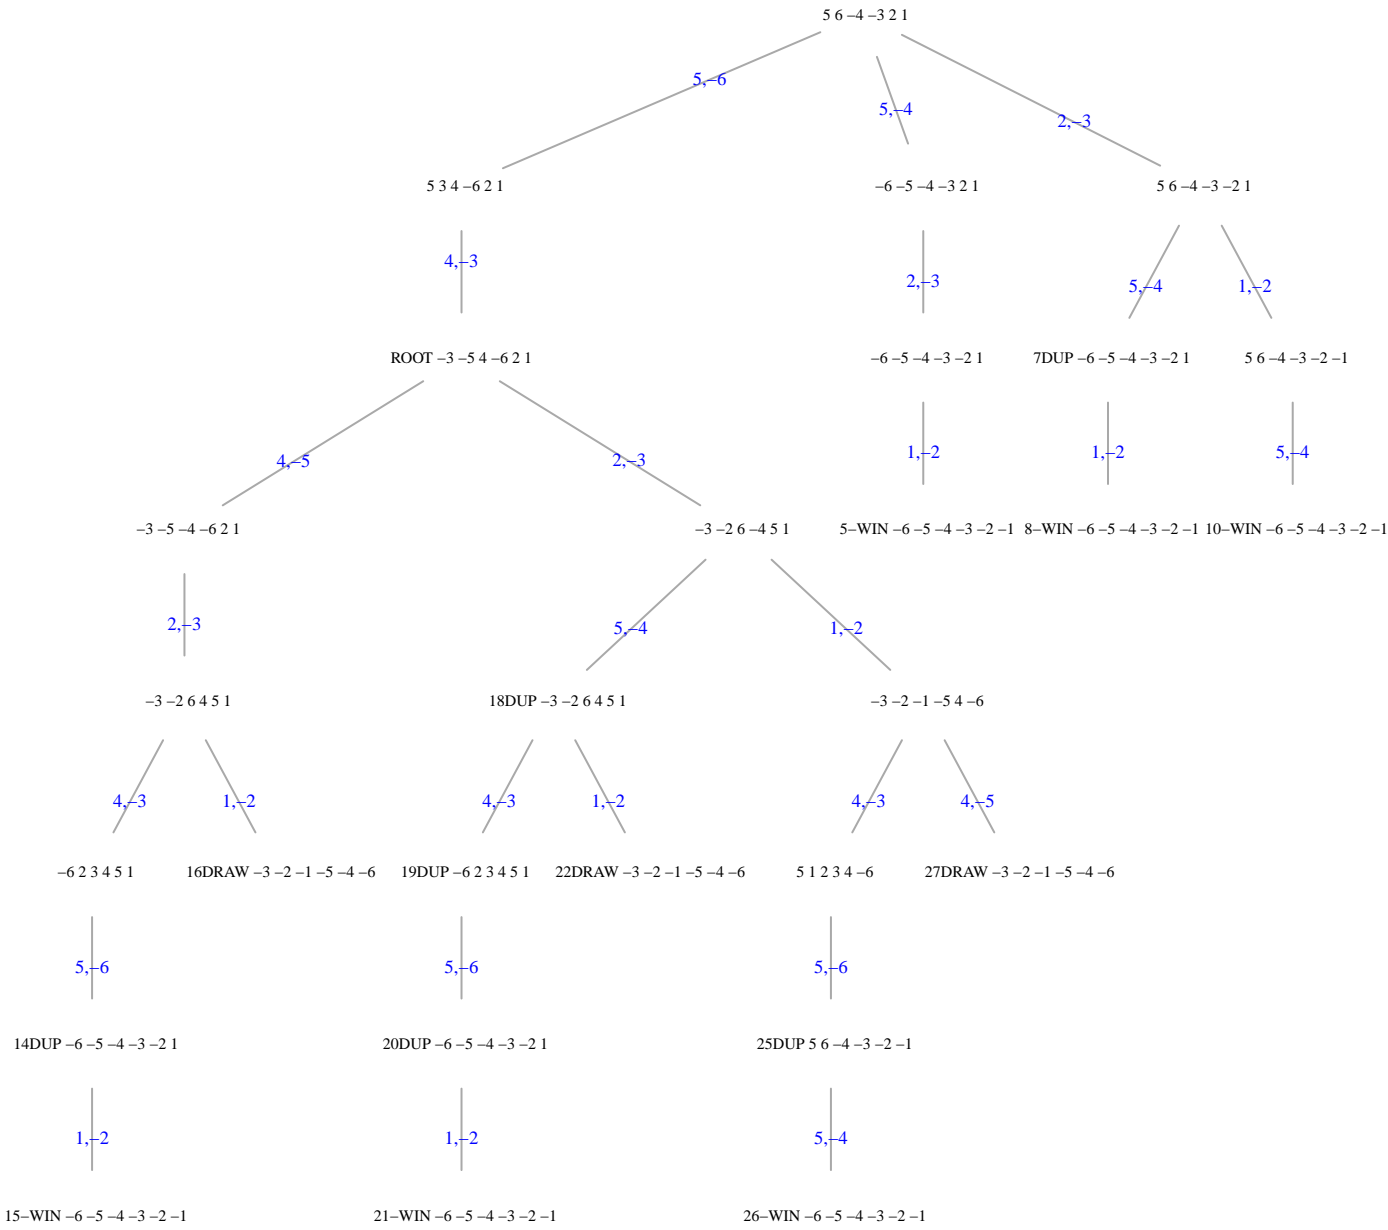 5 6 −4 −3 2 1
5,−6
5,−4
2,−3
5 3 4 −6 2 1
−6 −5 −4 −3 2 1
5 6 −4 −3 −2 1
4,−3
2,−3
5,−4
1,−2
ROOT −3 −5 4 −6 2 1
−6 −5 −4 −3 −2 1
7DUP −6 −5 −4 −3 −2 1
5 6 −4 −3 −2 −1
4,−5
2,−3
1,−2
1,−2
5,−4
−3 −5 −4 −6 2 1
−3 −2 6 −4 5 1
5−WIN −6 −5 −4 −3 −2 −1
8−WIN −6 −5 −4 −3 −2 −1
10−WIN −6 −5 −4 −3 −2 −1
2,−3
5,−4
1,−2
−3 −2 6 4 5 1
18DUP −3 −2 6 4 5 1
−3 −2 −1 −5 4 −6
4,−3
1,−2
4,−3
1,−2
4,−3
4,−5
−6 2 3 4 5 1
16DRAW −3 −2 −1 −5 −4 −6
19DUP −6 2 3 4 5 1
22DRAW −3 −2 −1 −5 −4 −6
5 1 2 3 4 −6
27DRAW −3 −2 −1 −5 −4 −6
5,−6
5,−6
5,−6
14DUP −6 −5 −4 −3 −2 1
20DUP −6 −5 −4 −3 −2 1
25DUP 5 6 −4 −3 −2 −1
1,−2
1,−2
5,−4
15−WIN −6 −5 −4 −3 −2 −1
21−WIN −6 −5 −4 −3 −2 −1
26−WIN −6 −5 −4 −3 −2 −1